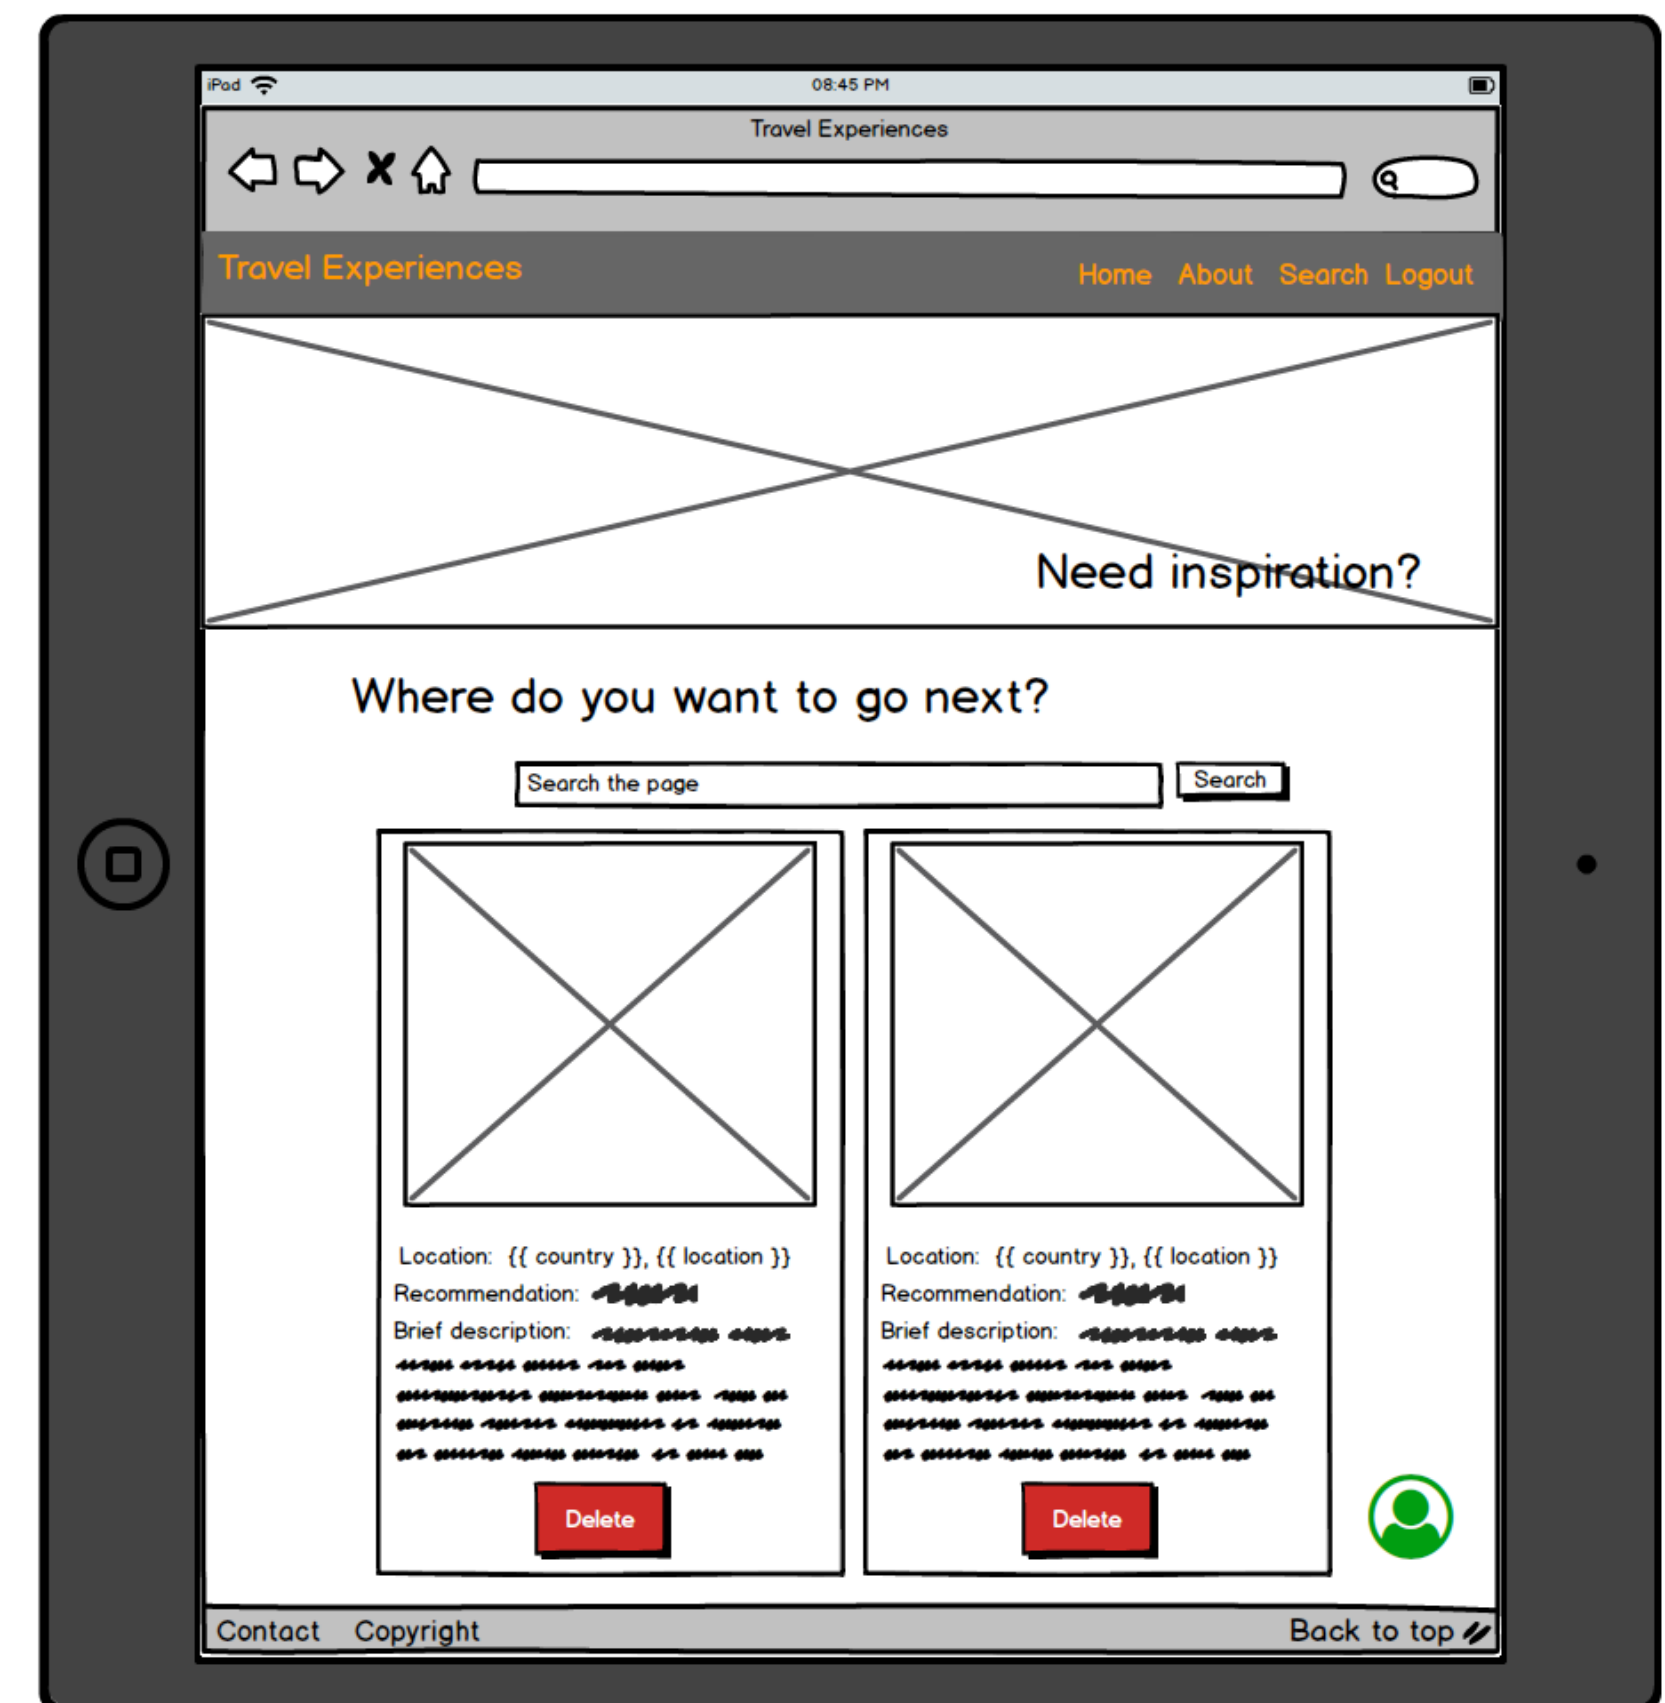 iPad 08:45 PM
Travel Experiences
Travel Experiences Home About Search Logout
Need inspiration?
Where do you want to go next?
Search the page Search
Location: {{ country }}, {{ location }}
Recommendation:
Brief description:
Delete
Location: {{ country }}, {{ location }}
Recommendation:
Brief description:
Delete
Contact Copyright Back to top